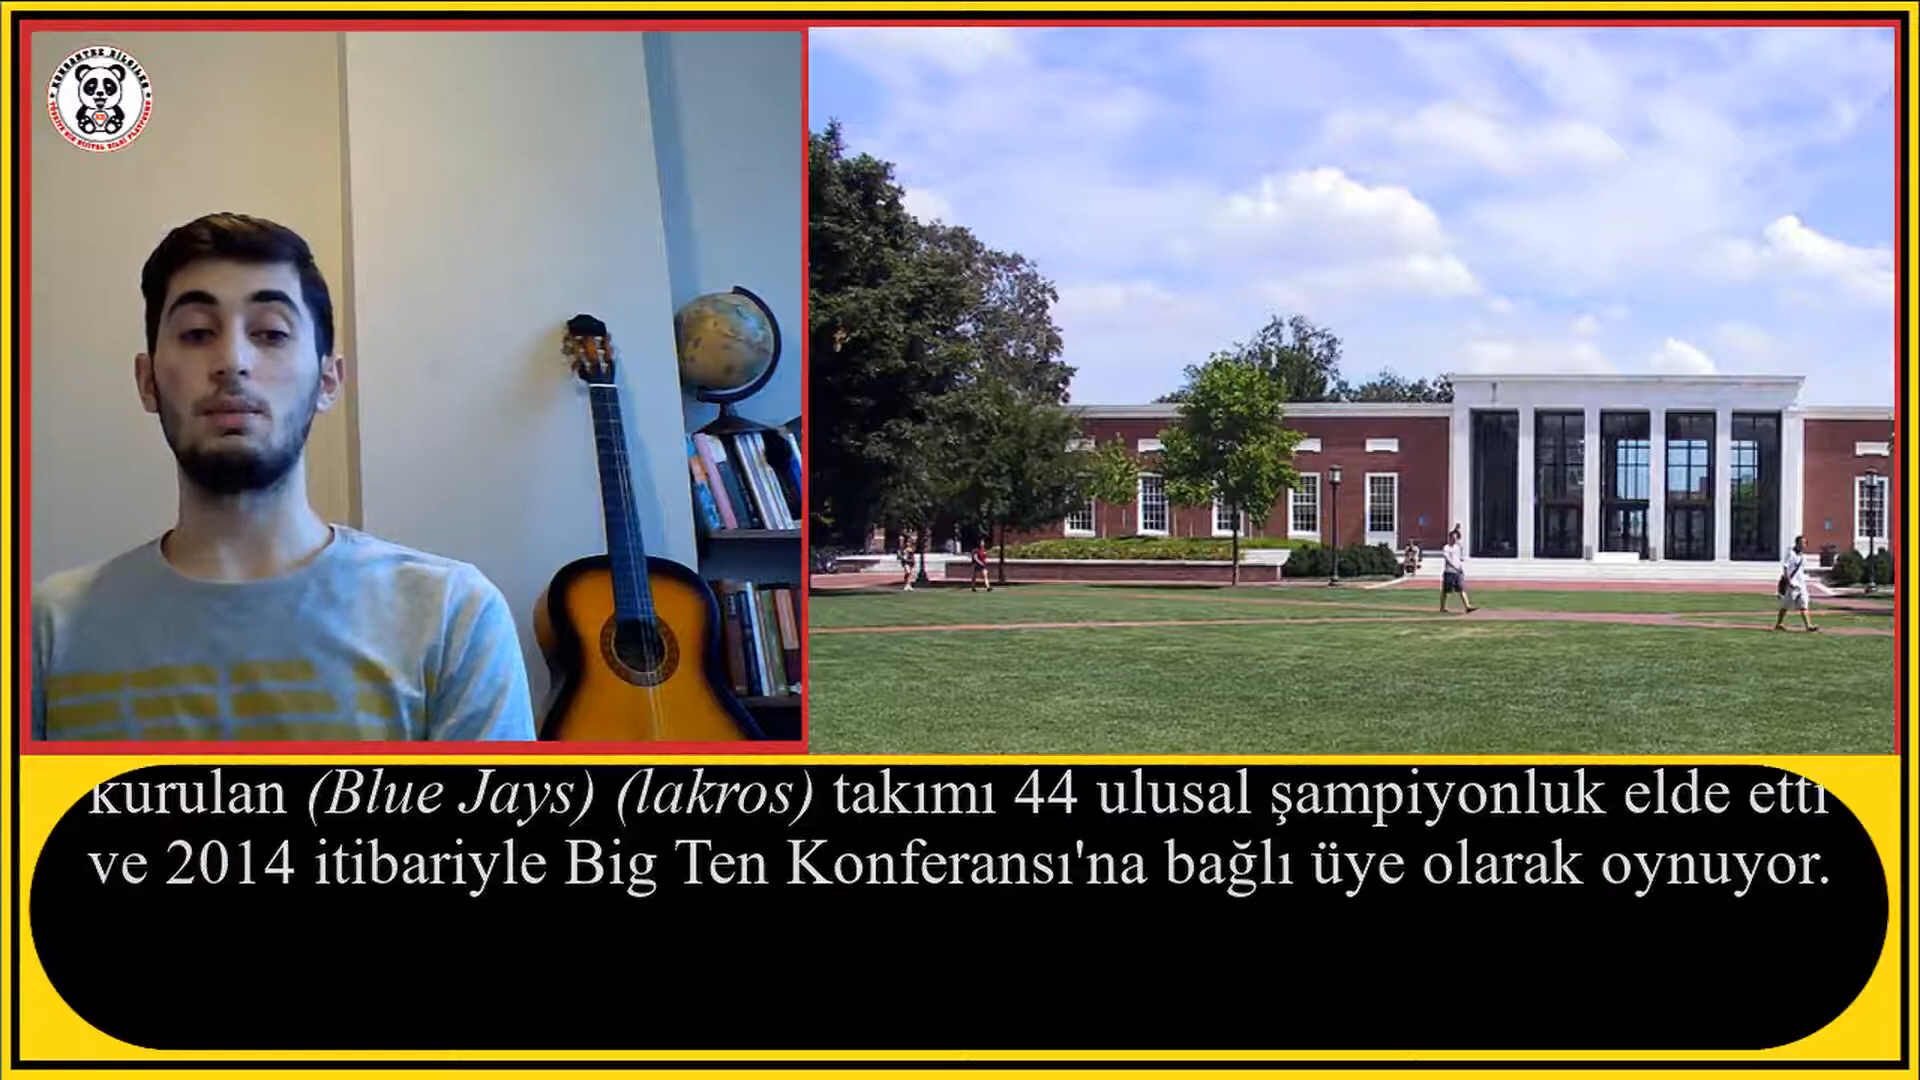 kurulan (Blue Jays) (lakros) takımı 44 ulusal şampiyonluk elde etti
ve 2014 itibariyle Big Ten Konferansı'na bağlı üye olarak oynuyor.